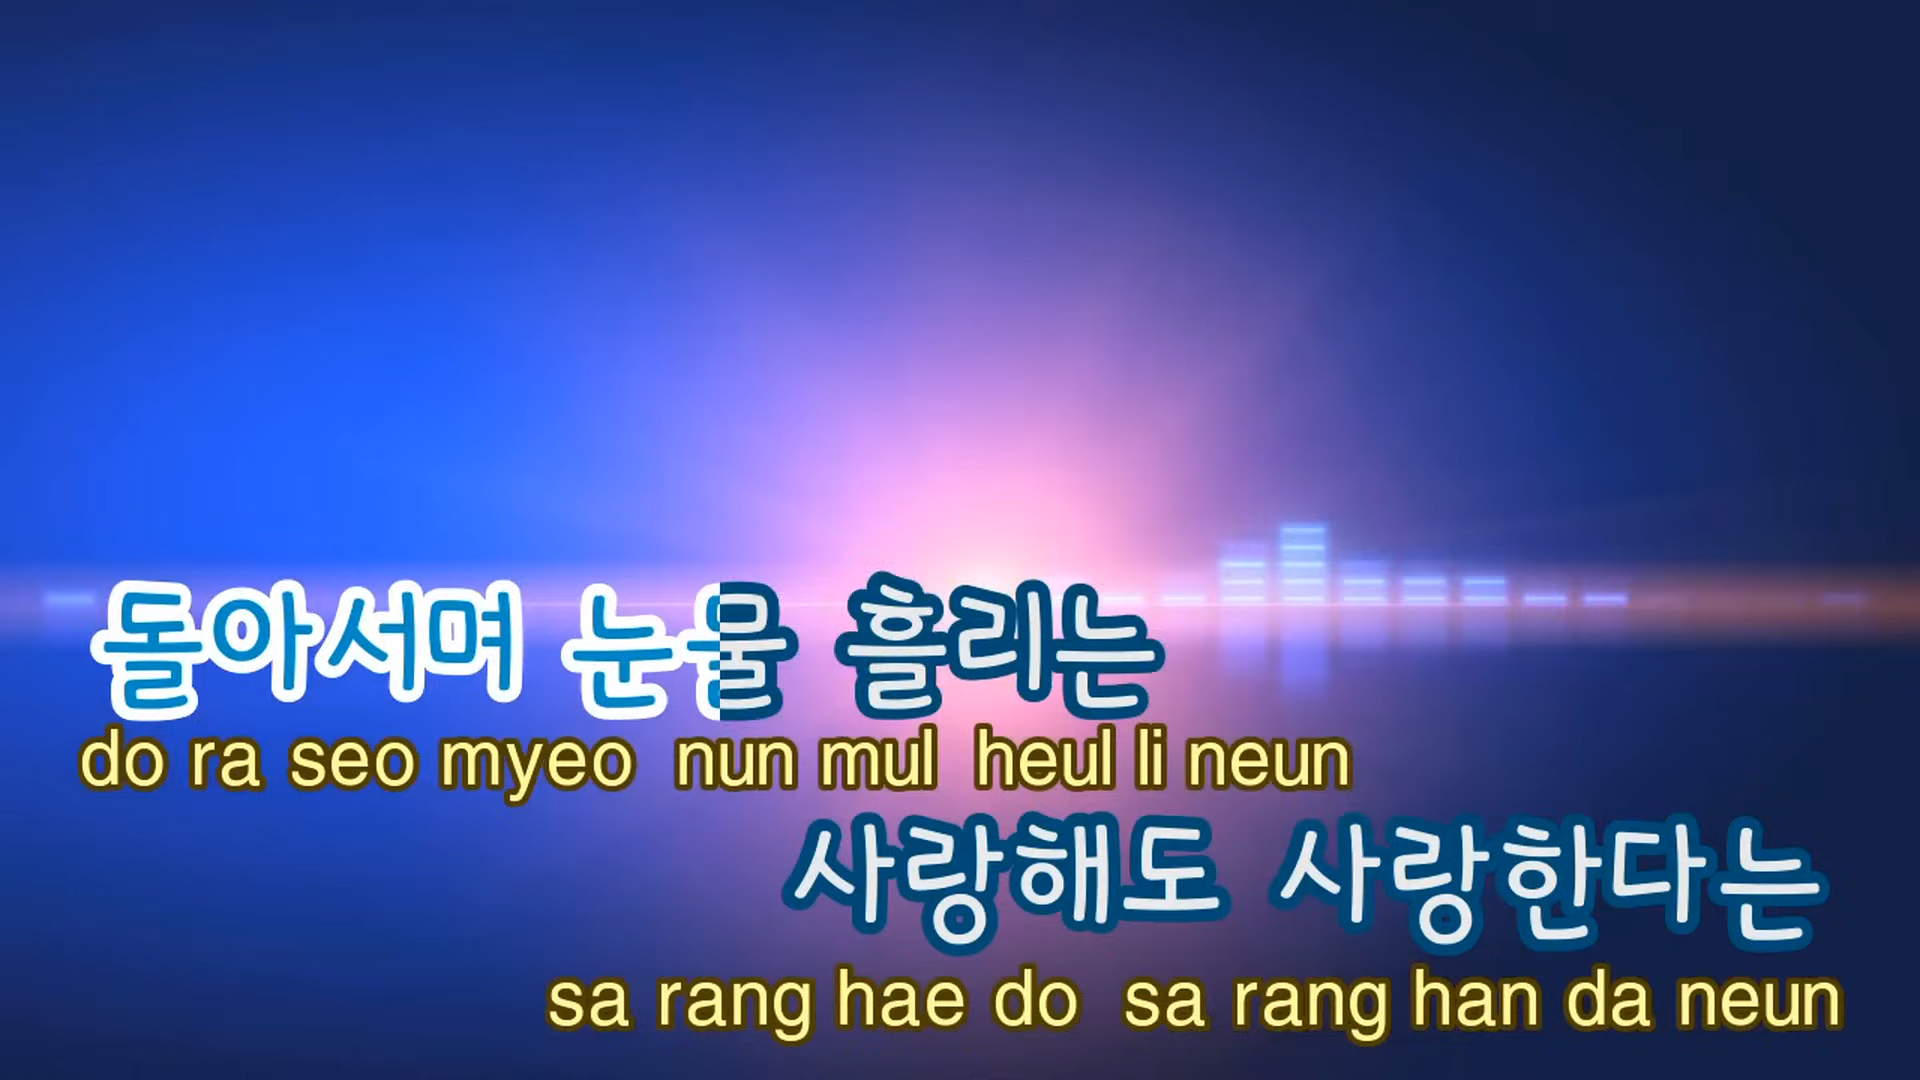 돌아서며 눈물 흘리는
do ra seo myeo nun mul heul li neun
사랑해도 사랑한다는
sa rang hae do sa rang han da neun